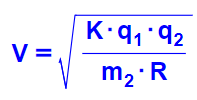 V = √((K · q₁ · q₂) / (m₂ · R))